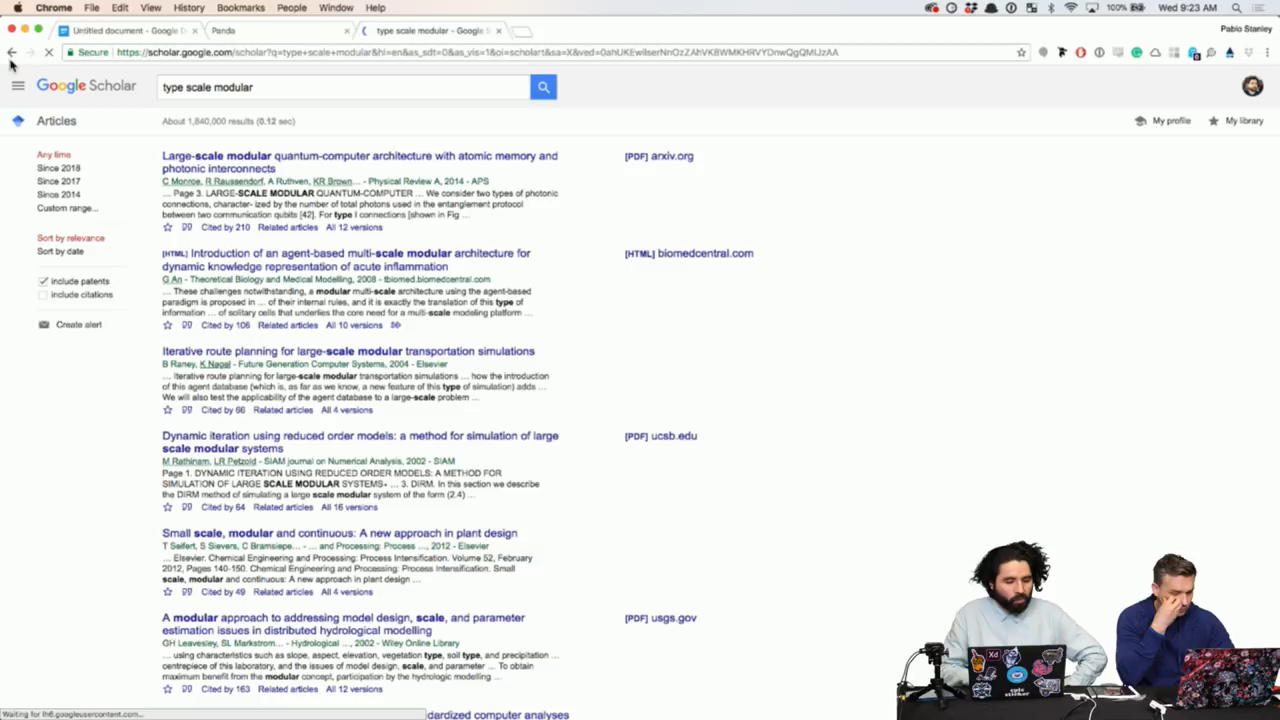 Chrome File Edit View History Bookmarks People Window Help 100% Wed 9:23 AM
Untitled document - Google D × Panda × type scale modular - Google S × Pablo Stanley
Secure https://scholar.google.com/scholar?
Google Scholar type scale modular
Articles About 1,840,000 results (0.12 sec) My profile My library
Any time
Since 2018
Since 2017
Since 2014
Custom range...
Sort by relevance
Sort by date
include patents
include citations
Create alert
Large-scale modular quantum-computer architecture with atomic memory and
photonic interconnects
[PDF] arxiv.org
C Monroe, R Raussendorf, A Ruthven, KR Brown... - Physical Review A, 2014 - APS
... Page 3. LARGE-SCALE MODULAR QUANTUM-COMPUTER ... We consider two types of photonic
connections, character- ized by the number of total photons used in the entanglement protocol
between two communication qubits [42]. For type I connections [shown in Fig ...
Cited by 210 Related articles All 12 versions
[HTML] Introduction of an agent-based multi-scale modular architecture for
dynamic knowledge representation of acute inflammation
[HTML] biomedcentral.com
G An - Theoretical Biology and Medical Modelling, 2008 - tbiomed.biomedcentral.com
... These challenges notwithstanding, a modular multi-scale architecture using the agent-based
paradigm is proposed in ... of their internal rules, and it is exactly the translation of this type of
information ... of solitary cells that underlies the core need for a multi-scale modeling platform ...
Cited by 106 Related articles All 10 versions
Iterative route planning for large-scale modular transportation simulations
B Raney, K Nagel - Future Generation Computer Systems, 2004 - Elsevier
... Iterative route planning for large-scale modular transportation simulations ... how the introduction
of this agent database (which is, as far as we know, a new feature of this type of simulation) adds ...
We will also test the applicability of the agent database to a large-scale problem ...
Cited by 66 Related articles All 4 versions
Dynamic iteration using reduced order models: a method for simulation of large
scale modular systems
[PDF] ucsb.edu
M Rathinam, LR Petzold - SIAM journal on Numerical Analysis, 2002 - SIAM
Page 1. DYNAMIC ITERATION USING REDUCED ORDER MODELS: A METHOD FOR
SIMULATION OF LARGE SCALE MODULAR SYSTEMS* ... 3. DIRM. In this section we describe
the DIRM method of simulating a large scale modular system of the form (2.4) ...
Cited by 64 Related articles All 16 versions
Small scale, modular and continuous: A new approach in plant design
T Seifert, S Sievers, C Bramsiepe... - ... and Processing: Process ..., 2012 - Elsevier
... Elsevier. Chemical Engineering and Processing: Process Intensification. Volume 52, February
2012, Pages 140-150. Chemical Engineering and Processing: Process Intensification. Small
scale, modular and continuous: A new approach in plant design ...
Cited by 49 Related articles All 4 versions
A modular approach to addressing model design, scale, and parameter
estimation issues in distributed hydrological modelling
[PDF] usgs.gov
GH Leavesley, SL Markstrom... - Hydrological ..., 2002 - Wiley Online Library
... using characteristics such as slope, aspect, elevation, vegetation type, soil type, and precipitation ...
centrepiece of this laboratory, and the issues of model design, scale, and parameter ... To obtain
maximum benefit from the modular concept, participation by the hydrologic modelling ...
Cited by 163 Related articles All 12 versions
Waiting for lh6.googleusercontent.com...
dardized computer analyses
Xd